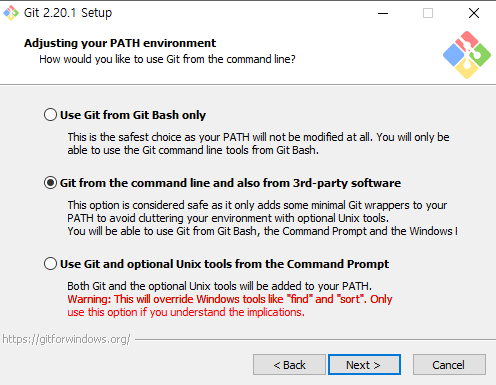 Git 2.20.1 Setup
Adjusting your PATH environment
How would you like to use Git from the command line?
Use Git from Git Bash only
This is the safest choice as your PATH will not be modified at all. You will only be
able to use the Git command line tools from Git Bash.
Git from the command line and also from 3rd-party software
This option is considered safe as it only adds some minimal Git wrappers to your
PATH to avoid cluttering your environment with optional Unix tools.
You will be able to use Git from Git Bash, the Command Prompt and the Windows
Use Git and optional Unix tools from the Command Prompt
Both Git and the optional Unix tools will be added to your PATH.
Warning: This will override Windows tools like "find" and "sort". Only
use this option if you understand the implications.
https://gitforwindows.org/
< Back
Next >
Cancel